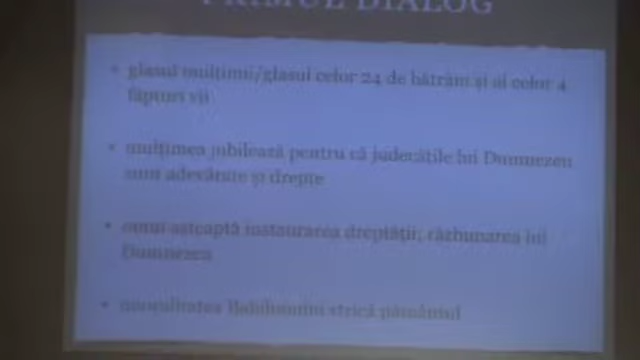 PRIMUL DIALOG
• glasul mulțimii/glasul celor 24 de bătrâni și al celor 4
făpturi vii
• mulțimea jubilează pentru că judecățile lui Dumnezeu
sunt adevărate și drepte
• omul așteaptă instaurarea dreptății; răzbunarea lui
Dumnezeu
• strică pământul